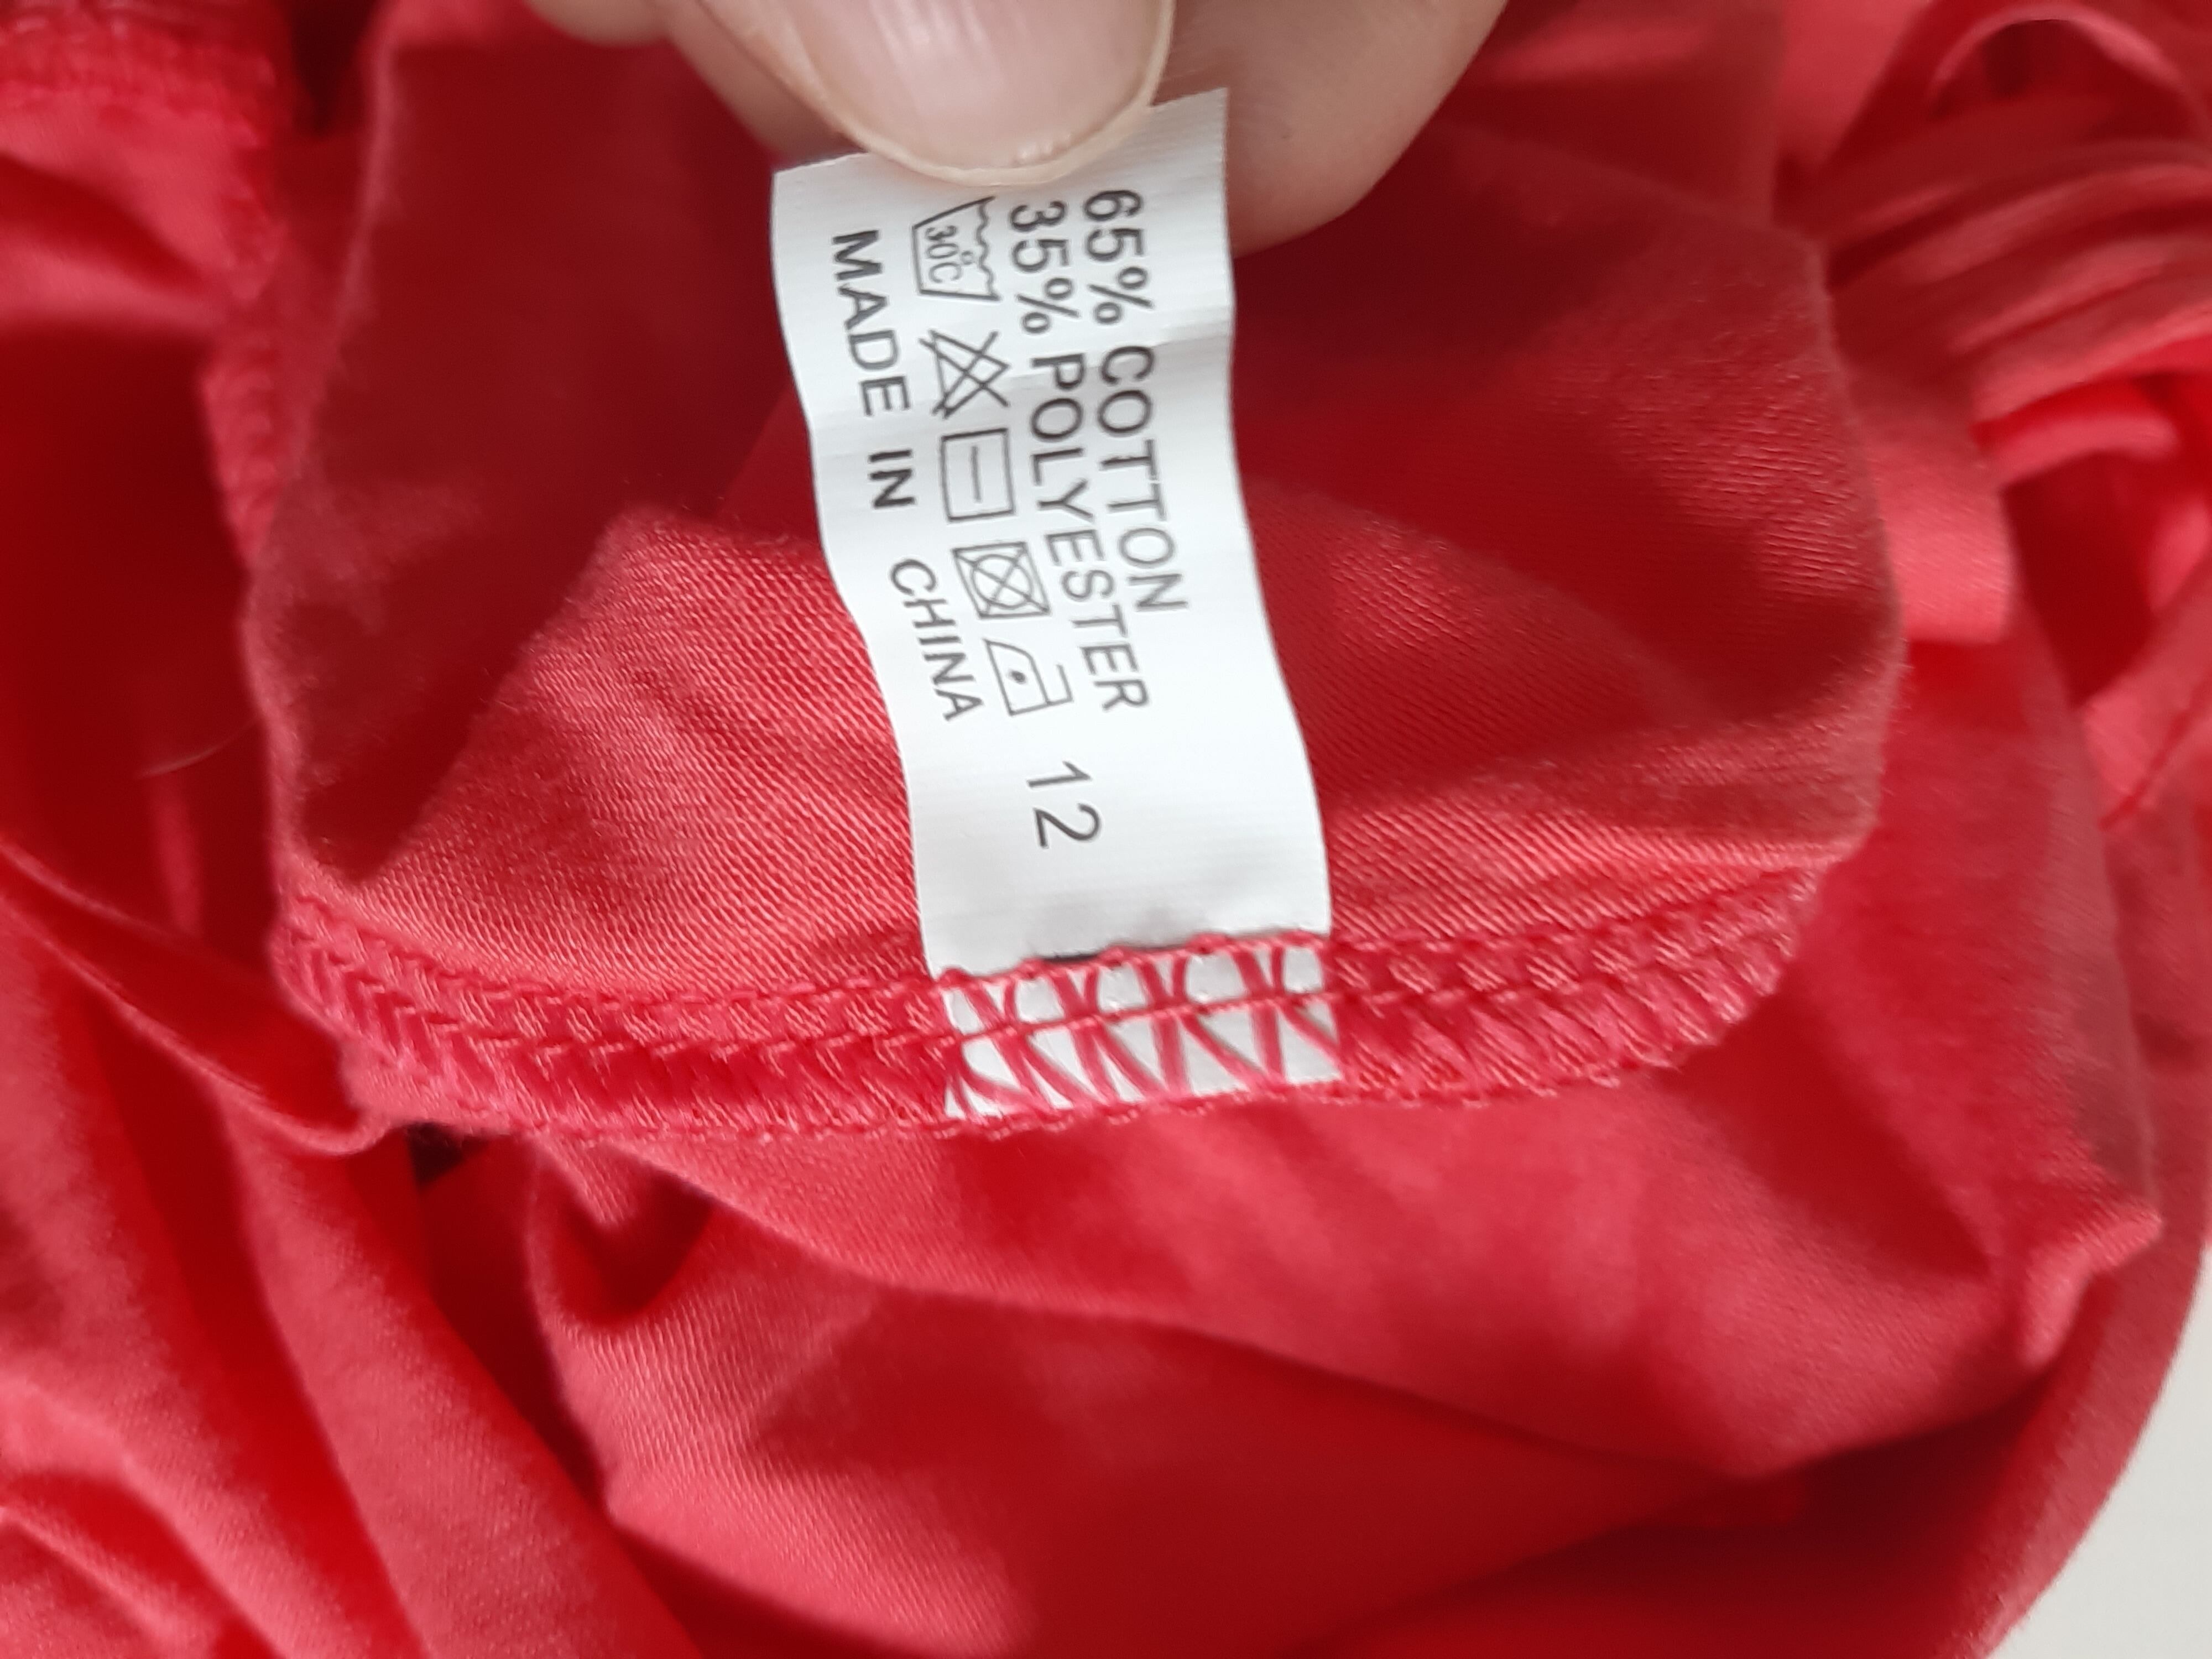 65% COTTON
35% POLYESTER
30°C
MADE IN CHINA
12